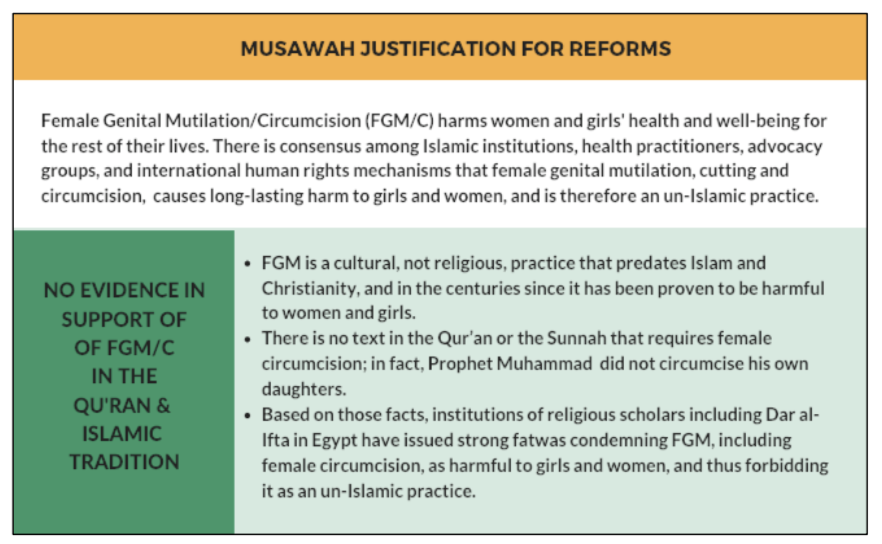 MUSAWAH JUSTIFICATION FOR REFORMS
Female Genital Mutilation/Circumcision (FGM/C) harms women and girls' health and well-being for
the rest of their lives. There is consensus among Islamic institutions, health practitioners, advocacy
groups, and international human rights mechanisms that female genital mutilation, cutting and
circumcision, causes long-lasting harm to girls and women, and is therefore an un-Islamic practice.
NO EVIDENCE IN
SUPPORT OF
OF FGM/C
IN THE
QU'RAN &
ISLAMIC
TRADITION
• FGM is a cultural, not religious, practice that predates Islam and
Christianity, and in the centuries since it has been proven to be harmful
to women and girls.
• There is no text in the Qur'an or the Sunnah that requires female
circumcision; in fact, Prophet Muhammad did not circumcise his own
daughters.
• Based on those facts, institutions of religious scholars including Dar al-
Ifta in Egypt have issued strong fatwas condemning FGM, including
female circumcision, as harmful to girls and women, and thus forbidding
it as an un-Islamic practice.